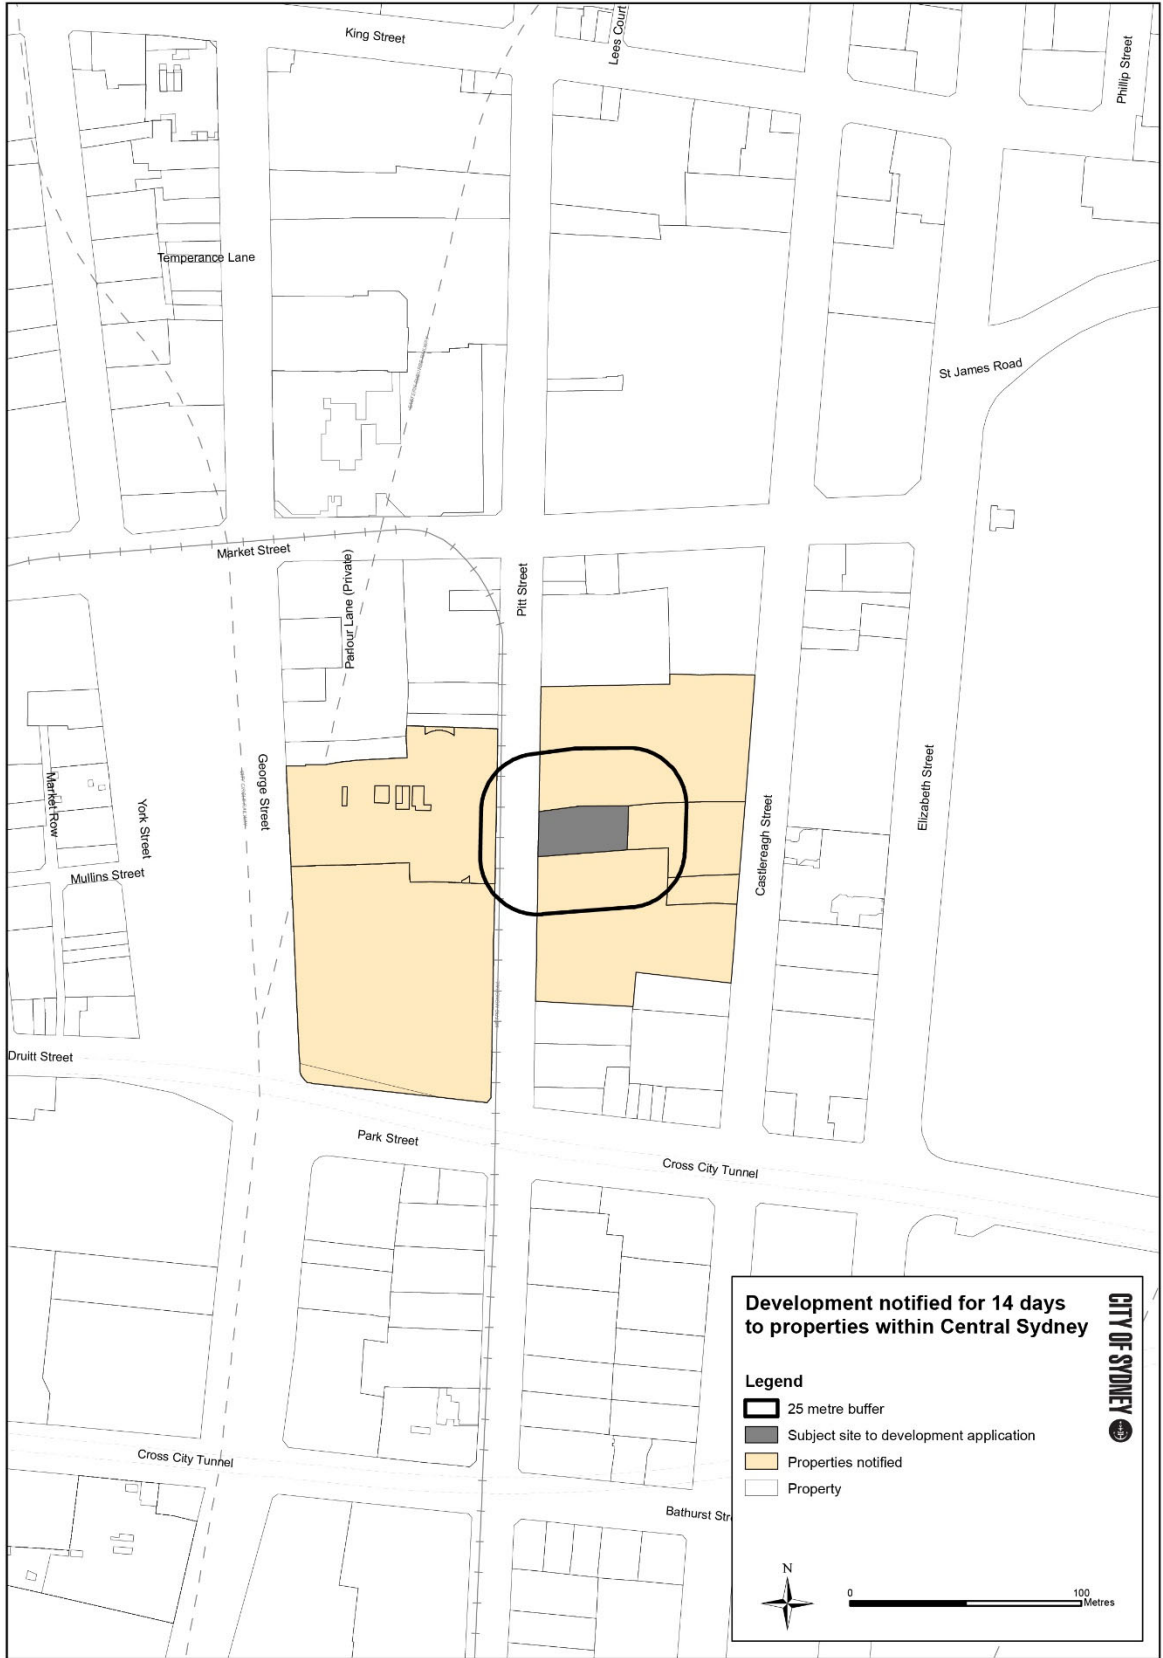 King Street
Lees Court
Phillip Street
Temperance Lane
St James Road
Market Street
Parlour Lane (Private)
Pitt Street
George Street
Elizabeth Street
Castlereagh Street
Market Row
York Street
Mullins Street
Druitt Street
Park Street
Cross City Tunnel
Cross City Tunnel
Bathurst Str
Development notified for 14 days
to properties within Central Sydney
CITY OF SYDNEY
Legend
25 metre buffer
Subject site to development application
Properties notified
Property
N
0 100
Metres